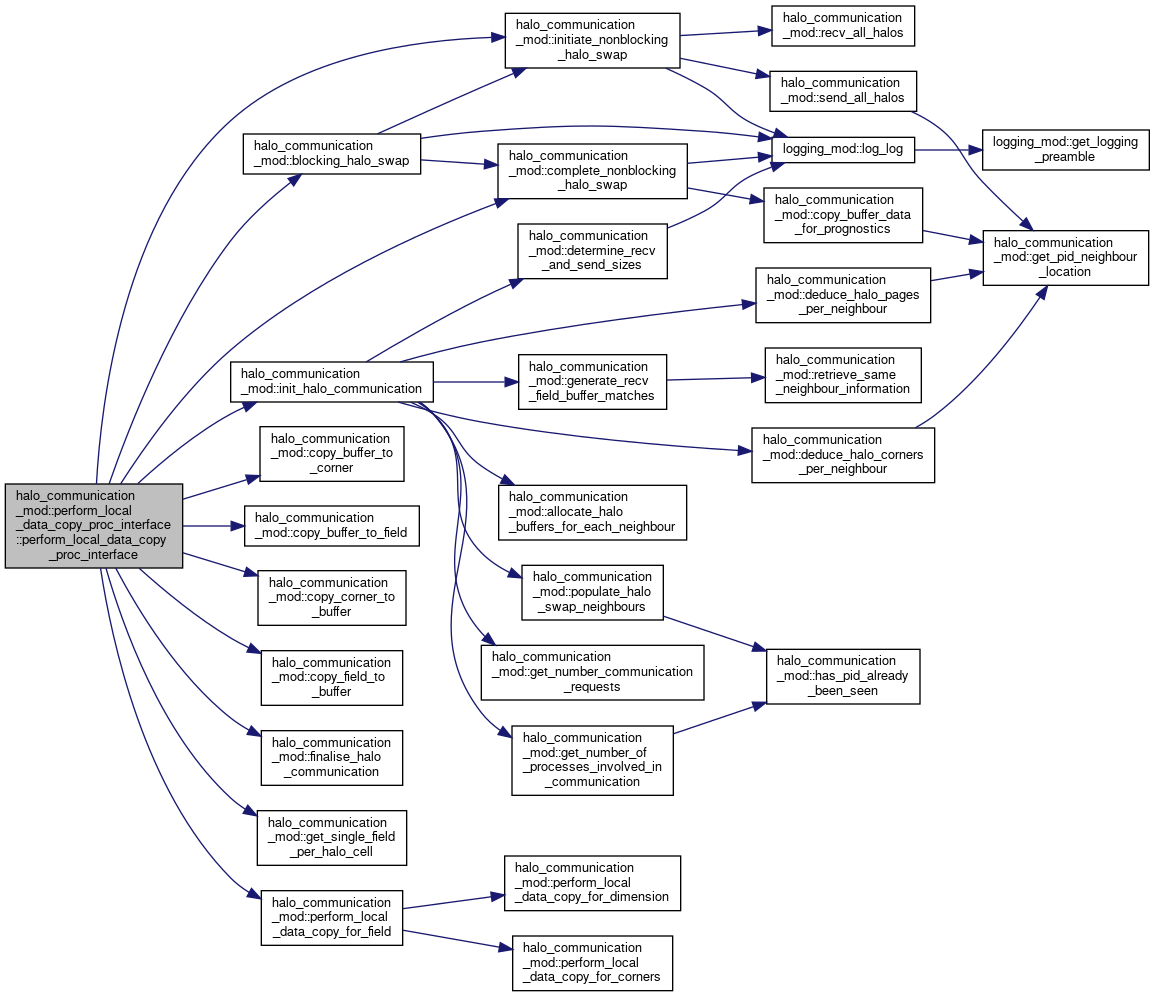 halo_communication
_mod::perform_local
_data_copy_proc_interface
::perform_local_data_copy
_proc_interface
halo_communication
_mod::blocking_halo_swap
halo_communication
_mod::init_halo_communication
halo_communication
_mod::copy_buffer_to
_corner
halo_communication
_mod::copy_buffer_to_field
halo_communication
_mod::copy_corner_to
_buffer
halo_communication
_mod::copy_field_to
_buffer
halo_communication
_mod::finalise_halo
_communication
halo_communication
_mod::get_single_field
_per_halo_cell
halo_communication
_mod::perform_local
_data_copy_for_field
halo_communication
_mod::initiate_nonblocking
_halo_swap
halo_communication
_mod::complete_nonblocking
_halo_swap
halo_communication
_mod::determine_recv
_and_send_sizes
halo_communication
_mod::generate_recv
_field_buffer_matches
halo_communication
_mod::allocate_halo
_buffers_for_each_neighbour
halo_communication
_mod::populate_halo
_swap_neighbours
halo_communication
_mod::get_number_communication
_requests
halo_communication
_mod::get_number_of
_processes_involved_in
_communication
halo_communication
_mod::perform_local
_data_copy_for_dimension
halo_communication
_mod::perform_local
_data_copy_for_corners
halo_communication
_mod::recv_all_halos
halo_communication
_mod::send_all_halos
logging_mod::log_log
halo_communication
_mod::copy_buffer_data
_for_prognostics
halo_communication
_mod::deduce_halo_pages
_per_neighbour
halo_communication
_mod::retrieve_same
_neighbour_information
halo_communication
_mod::deduce_halo_corners
_per_neighbour
halo_communication
_mod::has_pid_already
_been_seen
logging_mod::get_logging
_preamble
halo_communication
_mod::get_pid_neighbour
_location